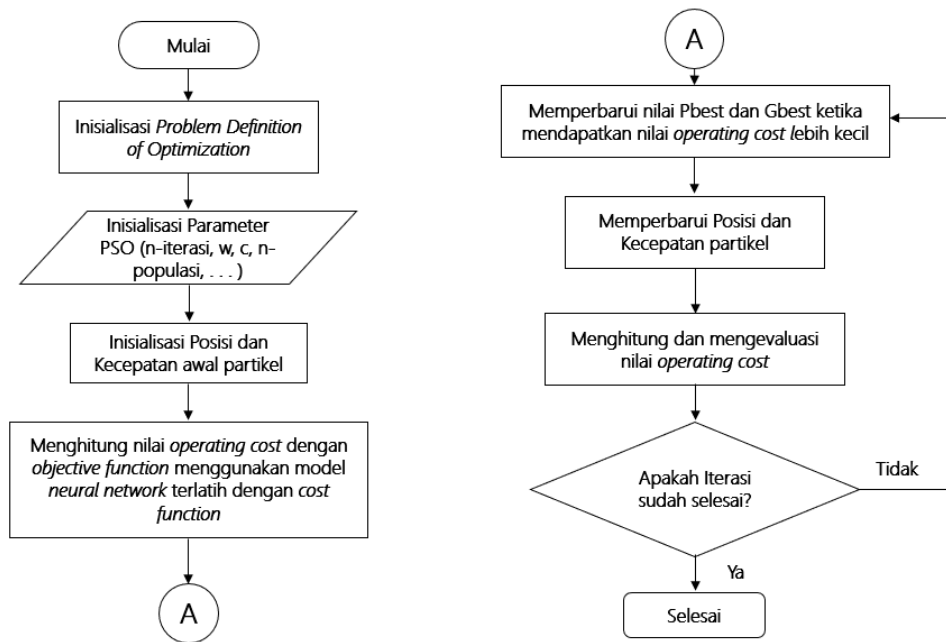 Mulai
Inisialisasi Problem Definition
of Optimization
Inisialisasi Parameter
PSO (n-iterasi, w, c, n-
populasi, . . . )
Inisialisasi Posisi dan
Kecepatan awal partikel
Menghitung nilai operating cost dengan
objective function menggunakan model
neural network terlatih dengan cost
function
A
A
Memperbarui nilai Pbest dan Gbest ketika
mendapatkan nilai operating cost lebih kecil
Memperbarui Posisi dan
Kecepatan partikel
Menghitung dan mengevaluasi
nilai operating cost
Apakah Iterasi
sudah selesai?
Tidak
Ya
Selesai